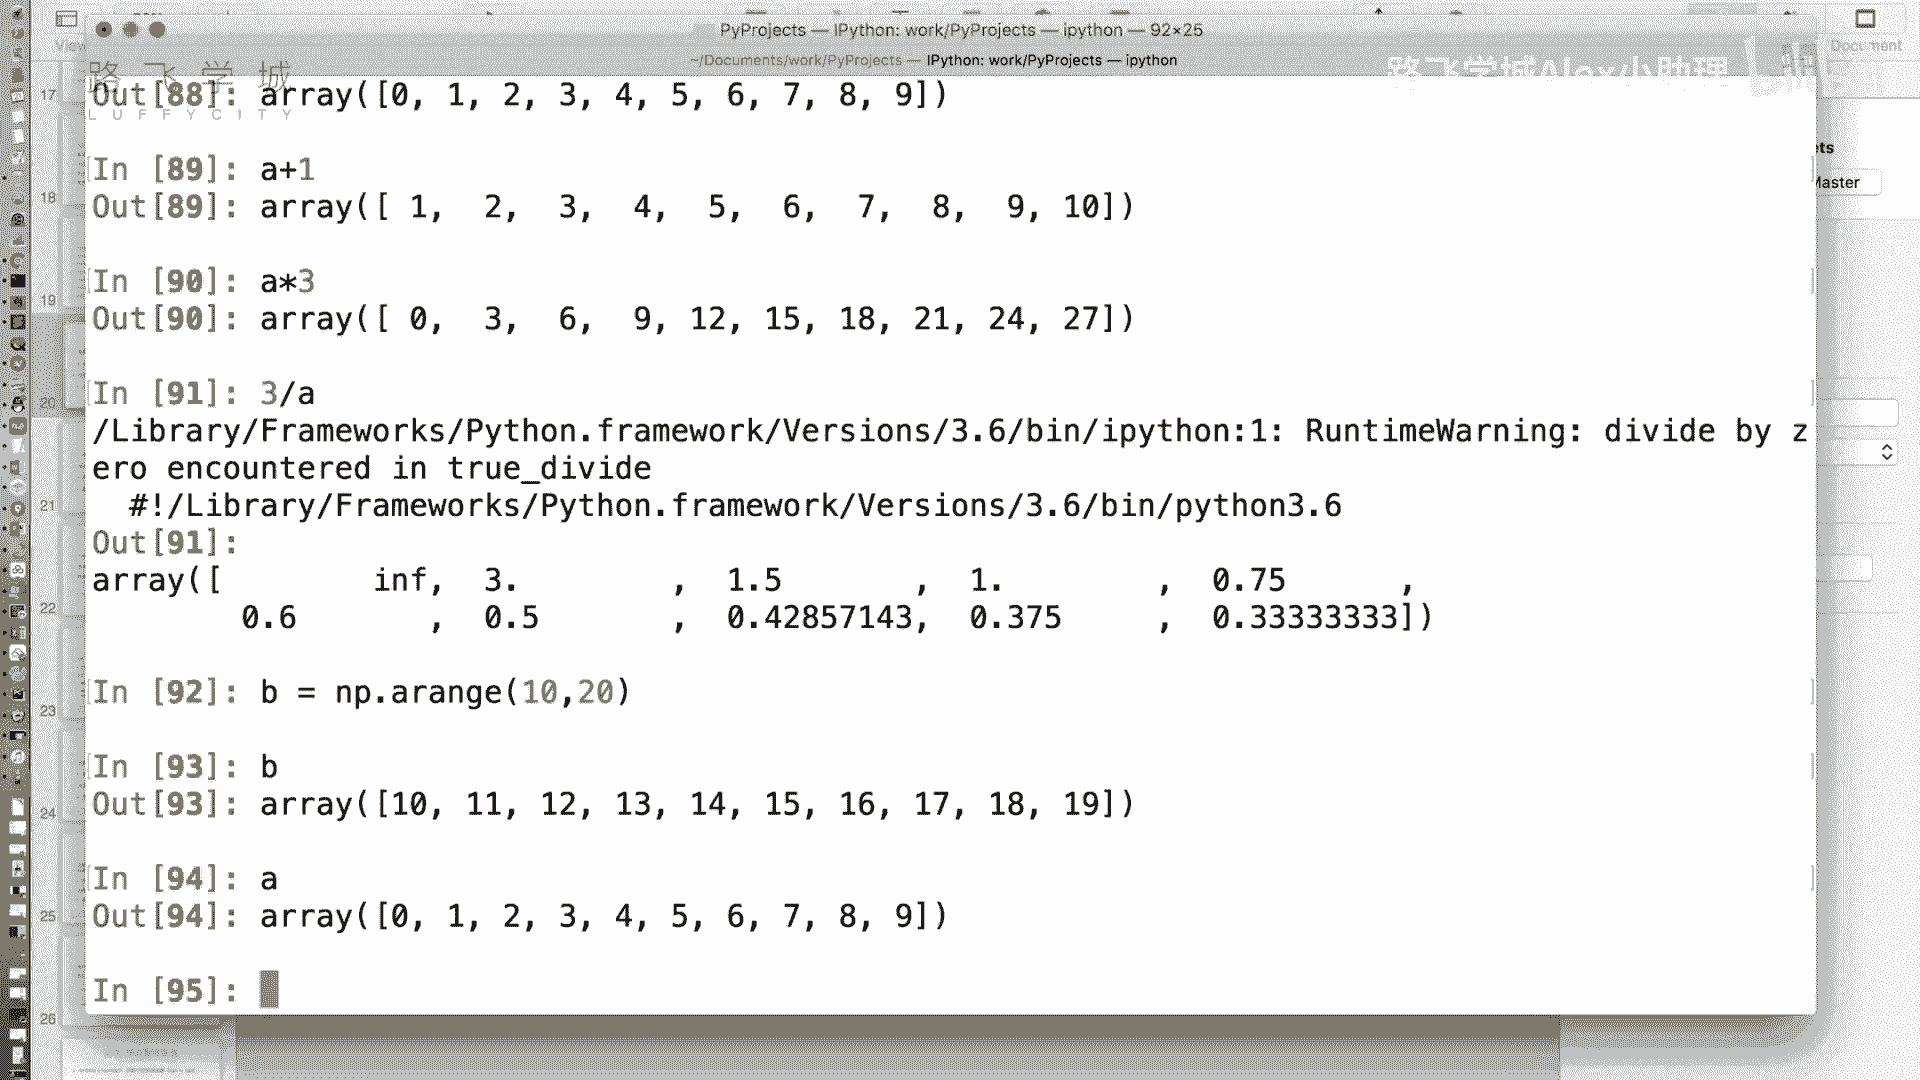 PyProjects — IPython: work/PyProjects — ipython — 92×25
~/Documents/work/PyProjects — IPython: work/PyProjects — ipython
View
Document
路飞学城
LUFFYCITY
路飞学城Alex小助理
Out[88]: array([0, 1, 2, 3, 4, 5, 6, 7, 8, 9])
In [89]: a+1
Out[89]: array([ 1,  2,  3,  4,  5,  6,  7,  8,  9, 10])
In [90]: a*3
Out[90]: array([ 0,  3,  6,  9, 12, 15, 18, 21, 24, 27])
In [91]: 3/a
/Library/Frameworks/Python.framework/Versions/3.6/bin/ipython:1: RuntimeWarning: divide by z
ero encountered in true_divide
  #!/Library/Frameworks/Python.framework/Versions/3.6/bin/python3.6
Out[91]:
array([        inf,  3.        ,  1.5       ,  1.        ,  0.75      ,
        0.6       ,  0.5       ,  0.42857143,  0.375     ,  0.33333333])
In [92]: b = np.arange(10,20)
In [93]: b
Out[93]: array([10, 11, 12, 13, 14, 15, 16, 17, 18, 19])
In [94]: a
Out[94]: array([0, 1, 2, 3, 4, 5, 6, 7, 8, 9])
In [95]:
17
18
19
20
21
22
23
24
25
26
ets
Master